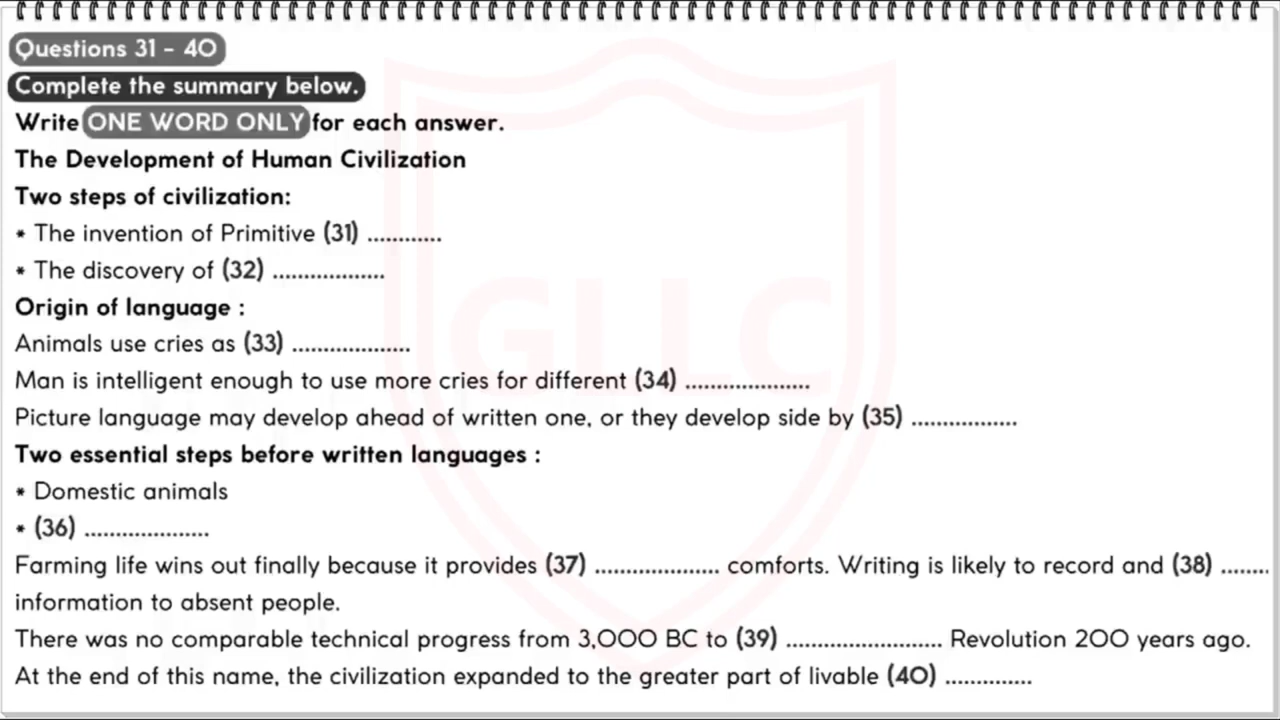 Questions 31 - 40
Complete the summary below.
Write ONE WORD ONLY for each answer.
The Development of Human Civilization
Two steps of civilization:
* The invention of Primitive (31) ............
* The discovery of (32) ..................
Origin of language :
Animals use cries as (33) ...................
Man is intelligent enough to use more cries for different (34) ....................
Picture language may develop ahead of written one, or they develop side by (35) .................
Two essential steps before written languages :
* Domestic animals
* (36) ....................
Farming life wins out finally because it provides (37) .................... comforts. Writing is likely to record and (38) ........
information to absent people.
There was no comparable technical progress from 3,000 BC to (39) ......................... Revolution 200 years ago.
At the end of this name, the civilization expanded to the greater part of livable (40) ..............
GLLC